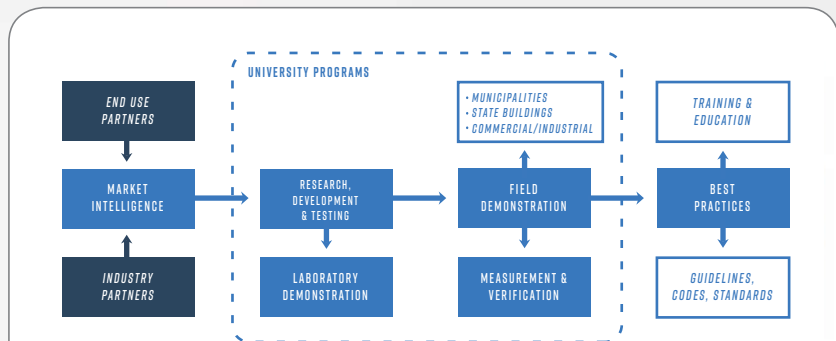 UNIVERSITY PROGRAMS
END USE
PARTNERS
• MUNICIPALITIES
• STATE BUILDINGS
• COMMERCIAL/INDUSTRIAL
TRAINING &
EDUCATION
MARKET
INTELLIGENCE
RESEARCH,
DEVELOPMENT
& TESTING
FIELD
DEMONSTRATION
BEST
PRACTICES
INDUSTRY
PARTNERS
LABORATORY
DEMONSTRATION
MEASUREMENT &
VERIFICATION
GUIDELINES,
CODES, STANDARDS